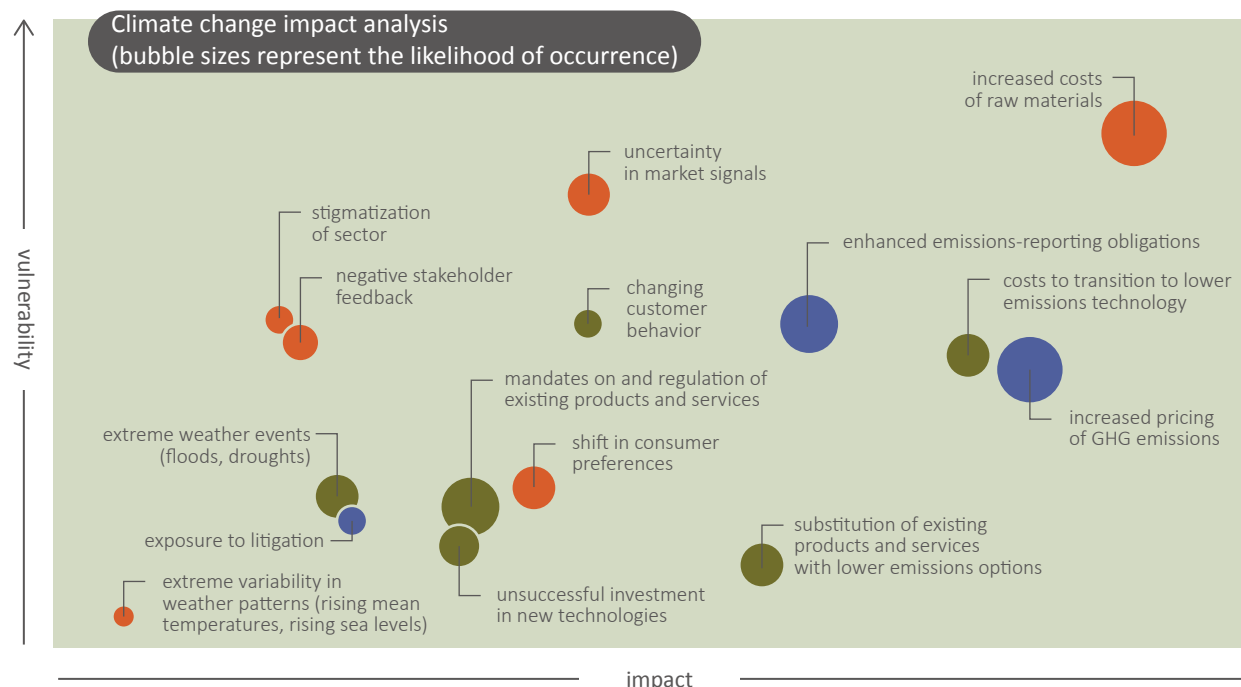 Climate change impact analysis
(bubble sizes represent the likelihood of occurrence)
increased costs
of raw materials
uncertainty
in market signals
stigmatization
of sector
enhanced emissions-reporting obligations
negative stakeholder
feedback
changing
customer
behavior
costs to transition to lower
emissions technology
vulnerability
mandates on and regulation of
existing products and services
increased pricing
of GHG emissions
extreme weather events
(floods, droughts)
shift in consumer
preferences
exposure to litigation
substitution of existing
products and services
with lower emissions options
extreme variability in
weather patterns (rising mean
temperatures, rising sea levels)
unsuccessful investment
in new technologies
impact